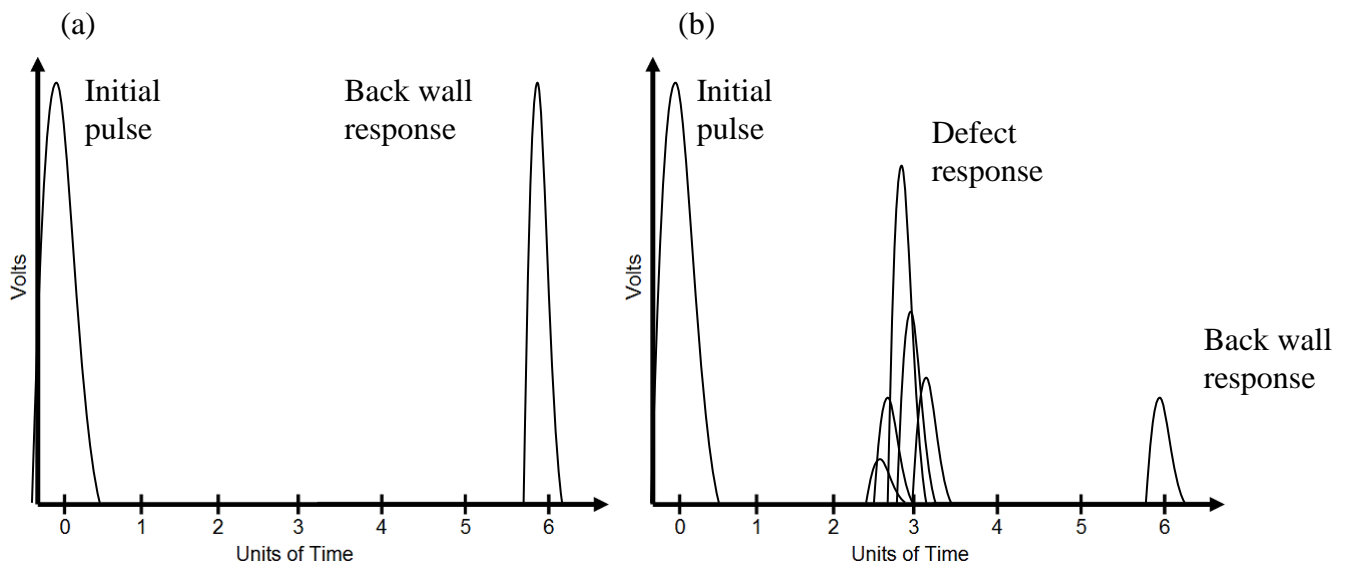 (a)
Initial
pulse
Back wall
response
Volts
0 1 2 3 4 5 6
Units of Time
(b)
Initial
pulse
Defect
response
Back wall
response
Volts
0 1 2 3 4 5 6
Units of Time